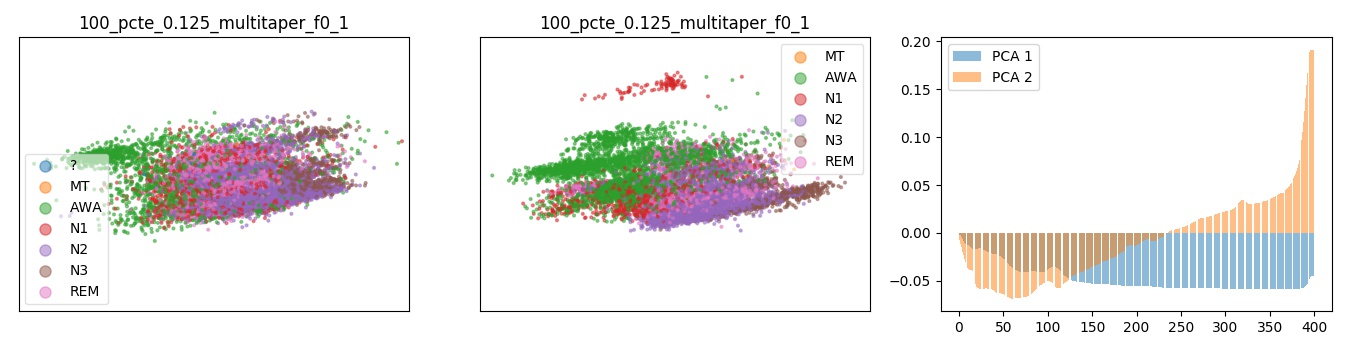 100_pcte_0.125_multitaper_f0_1
?
MT
AWA
N1
N2
N3
REM
100_pcte_0.125_multitaper_f0_1
MT
AWA
N1
N2
N3
REM
PCA 1
PCA 2
0.20
0.15
0.10
0.05
0.00
−0.05
0 50 100 150 200 250 300 350 400